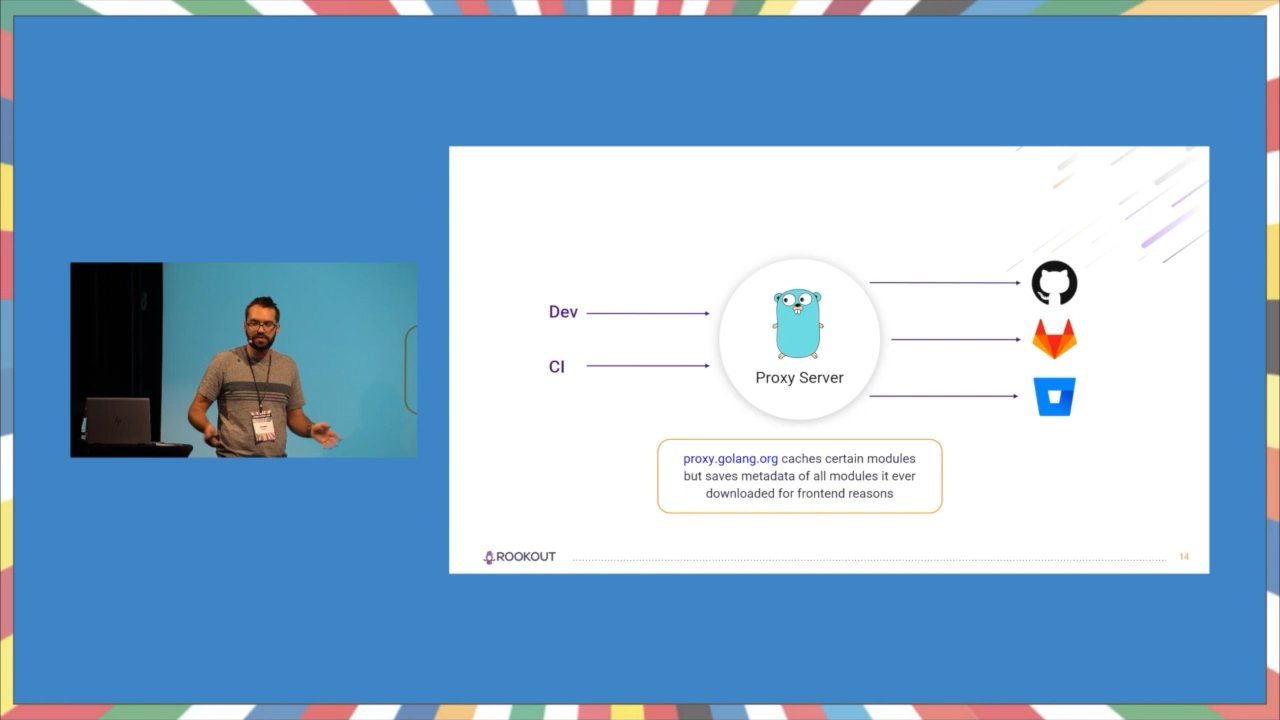 Dev
CI
Proxy Server
proxy.golang.org caches certain modules
but saves metadata of all modules it ever
downloaded for frontend reasons
ROOKOUT
14